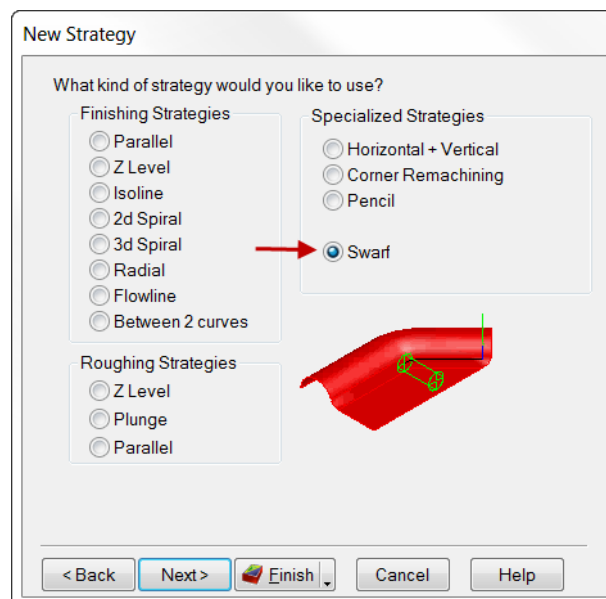 New Strategy
What kind of strategy would you like to use?
Finishing Strategies
Parallel
Z Level
Isoline
2d Spiral
3d Spiral
Radial
Flowline
Between 2 curves
Specialized Strategies
Horizontal + Vertical
Corner Remachining
Pencil
Swarf
Roughing Strategies
Z Level
Plunge
Parallel
< Back Next > Finish Cancel Help